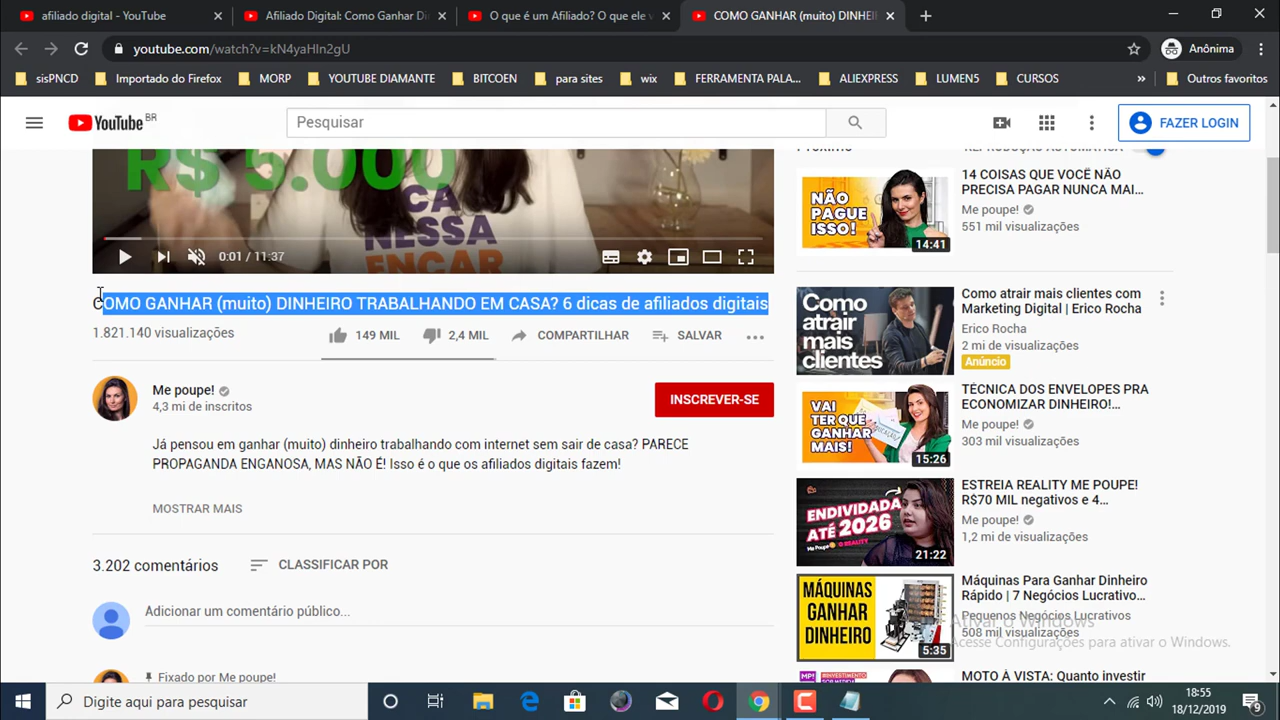 afiliado digital - YouTube
Afiliado Digital: Como Ganhar Di
O que é um Afiliado? O que ele
COMO GANHAR (muito) DINHEI
youtube.com/watch?v=kN4yaHln2gU
Anônima
sisPNCD
Importado do Firefox
MORP
YOUTUBE DIAMANTE
BITCOEN
para sites
wix
FERRAMENTA PALA...
ALIEXPRESS
LUMEN5
CURSOS
»
Outros favoritos
YouTube BR
Pesquisar
FAZER LOGIN
R$ 5.000
CA
NESSA
ENCAR
0:01 / 11:37
COMO GANHAR (muito) DINHEIRO TRABALHANDO EM CASA? 6 dicas de afiliados digitais
1.821.140 visualizações
149 MIL
2,4 MIL
COMPARTILHAR
SALVAR
Me poupe!
4,3 mi de inscritos
INSCREVER-SE
Já pensou em ganhar (muito) dinheiro trabalhando com internet sem sair de casa? PARECE
PROPAGANDA ENGANOSA, MAS NÃO É! Isso é o que os afiliados digitais fazem!
MOSTRAR MAIS
3.202 comentários
CLASSIFICAR POR
Adicionar um comentário público...
Fixado por Me poupe!
REPRODUÇÃO AUTOMÁTICA
NÃO
PAGUE
ISSO!
14:41
14 COISAS QUE VOCÊ NÃO
PRECISA PAGAR NUNCA MAI...
Me poupe!
551 mil visualizações
Como
atrair
mais
clientes
Como atrair mais clientes com
Marketing Digital | Erico Rocha
Erico Rocha
2 mi de visualizações
Anúncio
VAI
TER QUE
GANHAR
MAIS!
15:26
TÉCNICA DOS ENVELOPES PRA
ECONOMIZAR DINHEIRO!...
Me poupe!
303 mil visualizações
ENDIVIDADA
ATÉ 2026
Me Poupe! O REALITY
21:22
ESTREIA REALITY ME POUPE!
R$70 MIL negativos e 4...
Me poupe!
1,2 mi de visualizações
MÁQUINAS
GANHAR
DINHEIRO
5:35
Máquinas Para Ganhar Dinheiro
Rápido | 7 Negócios Lucrativo...
Pequenos Negócios Lucrativos
508 mil visualizações
Ativar o Windows
Acesse Configurações para ativar o Windows.
MP!
MOTO À VISTA: Quanto investir
Digite aqui para pesquisar
18:55
18/12/2019
9